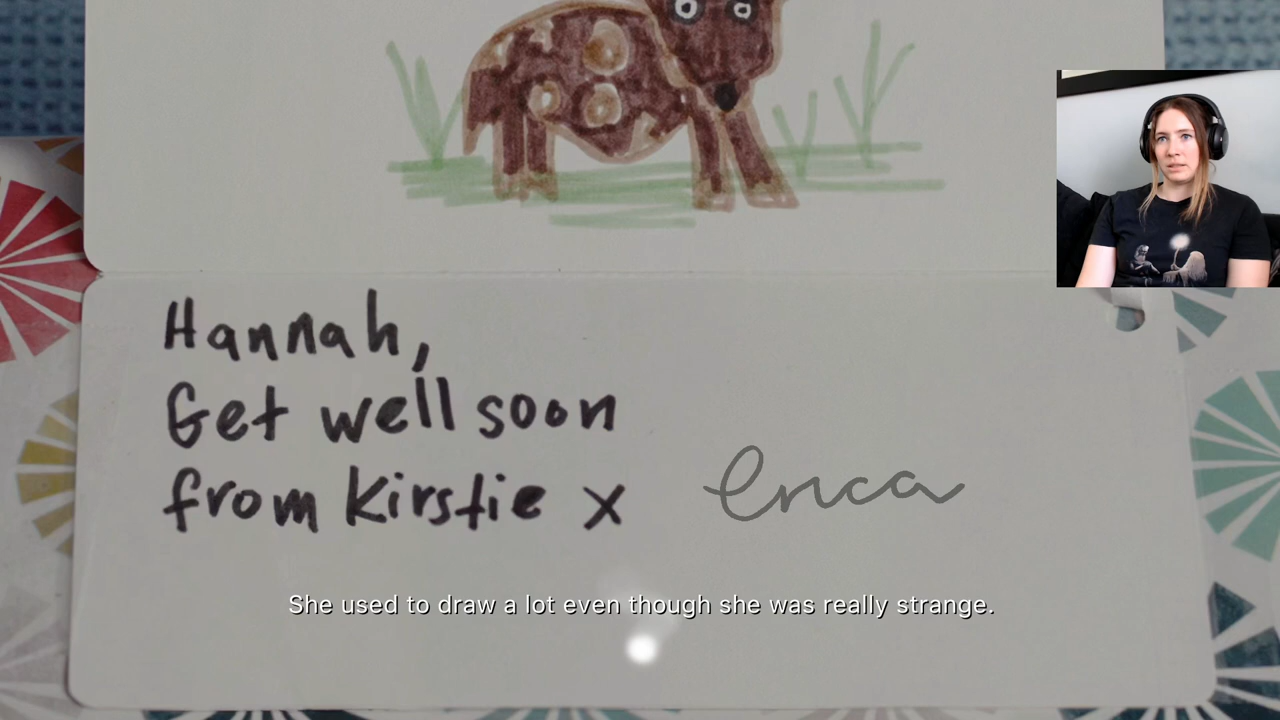 Hannah,
Get well soon
from Kirstie x
erica
She used to draw a lot even though she was really strange.